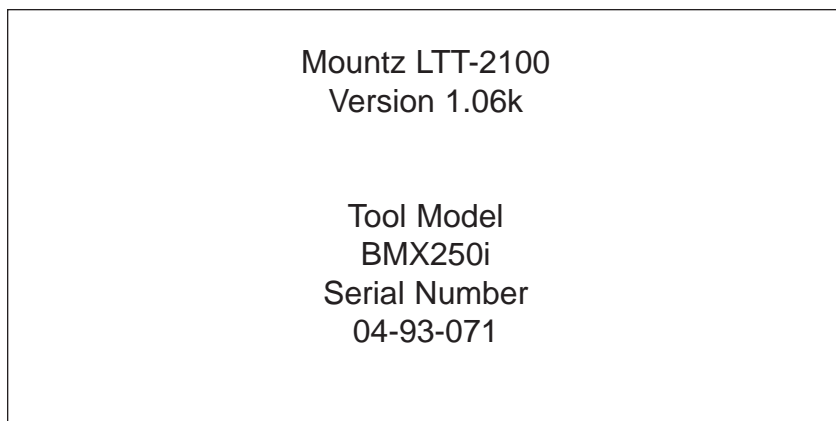 Mountz LTT-2100
Version 1.06k
Tool Model
BMX250i
Serial Number
04-93-071